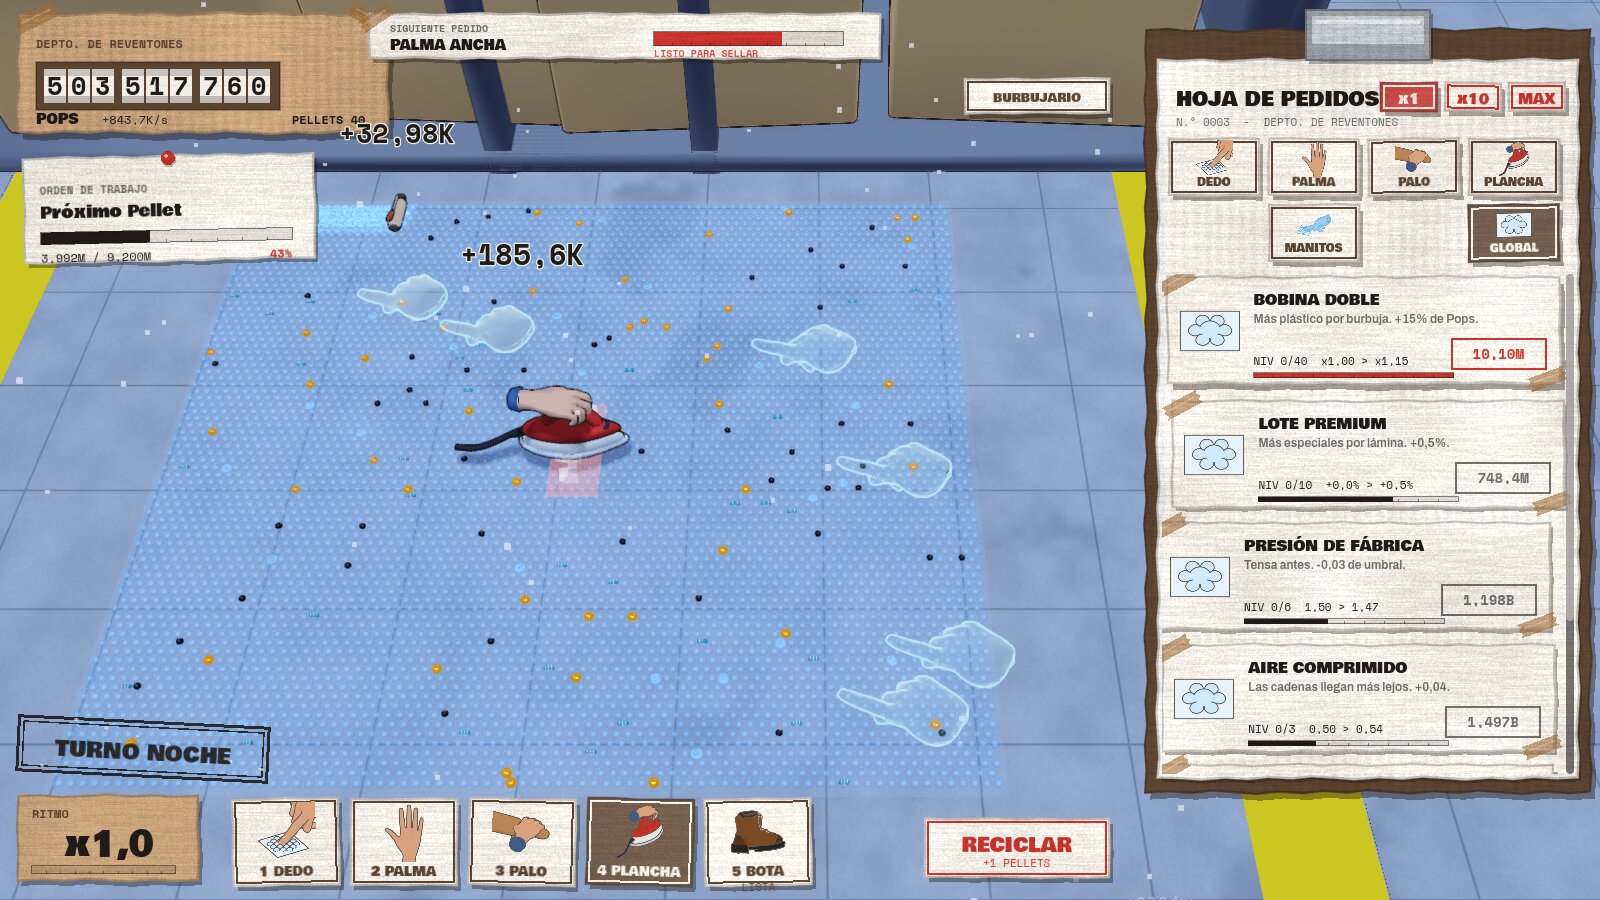 DEPTO. DE REVENTONES
503 517 760
POPS +843,7K/s PELLETS 40
SIGUIENTE PEDIDO
PALMA ANCHA
LISTO PARA SELLAR
+32,98K
BURBUJARIO
ORDEN DE TRABAJO
Próximo Pellet
3,992M / 9,200M 43%
+185,6K
TURNO NOCHE
RITMO
x1,0
1 DEDO
2 PALMA
3 PALO
4 PLANCHA
5 BOTA
LISTA
RECICLAR
+1 PELLETS
HOJA DE PEDIDOS x1 x10 MAX
N.° 0003 - DEPTO. DE REVENTONES
DEDO PALMA PALO PLANCHA
MANITOS GLOBAL
BOBINA DOBLE
Más plástico por burbuja. +15% de Pops.
NIV 0/40 x1,00 > x1,15 10,10M
LOTE PREMIUM
Más especiales por lámina. +0,5%.
NIV 0/10 +0,0% > +0,5% 748,4M
PRESIÓN DE FÁBRICA
Tensa antes. -0,03 de umbral.
NIV 0/6 1,50 > 1,47 1,198B
AIRE COMPRIMIDO
Las cadenas llegan más lejos. +0,04.
NIV 0/3 0,50 > 0,54 1,497B